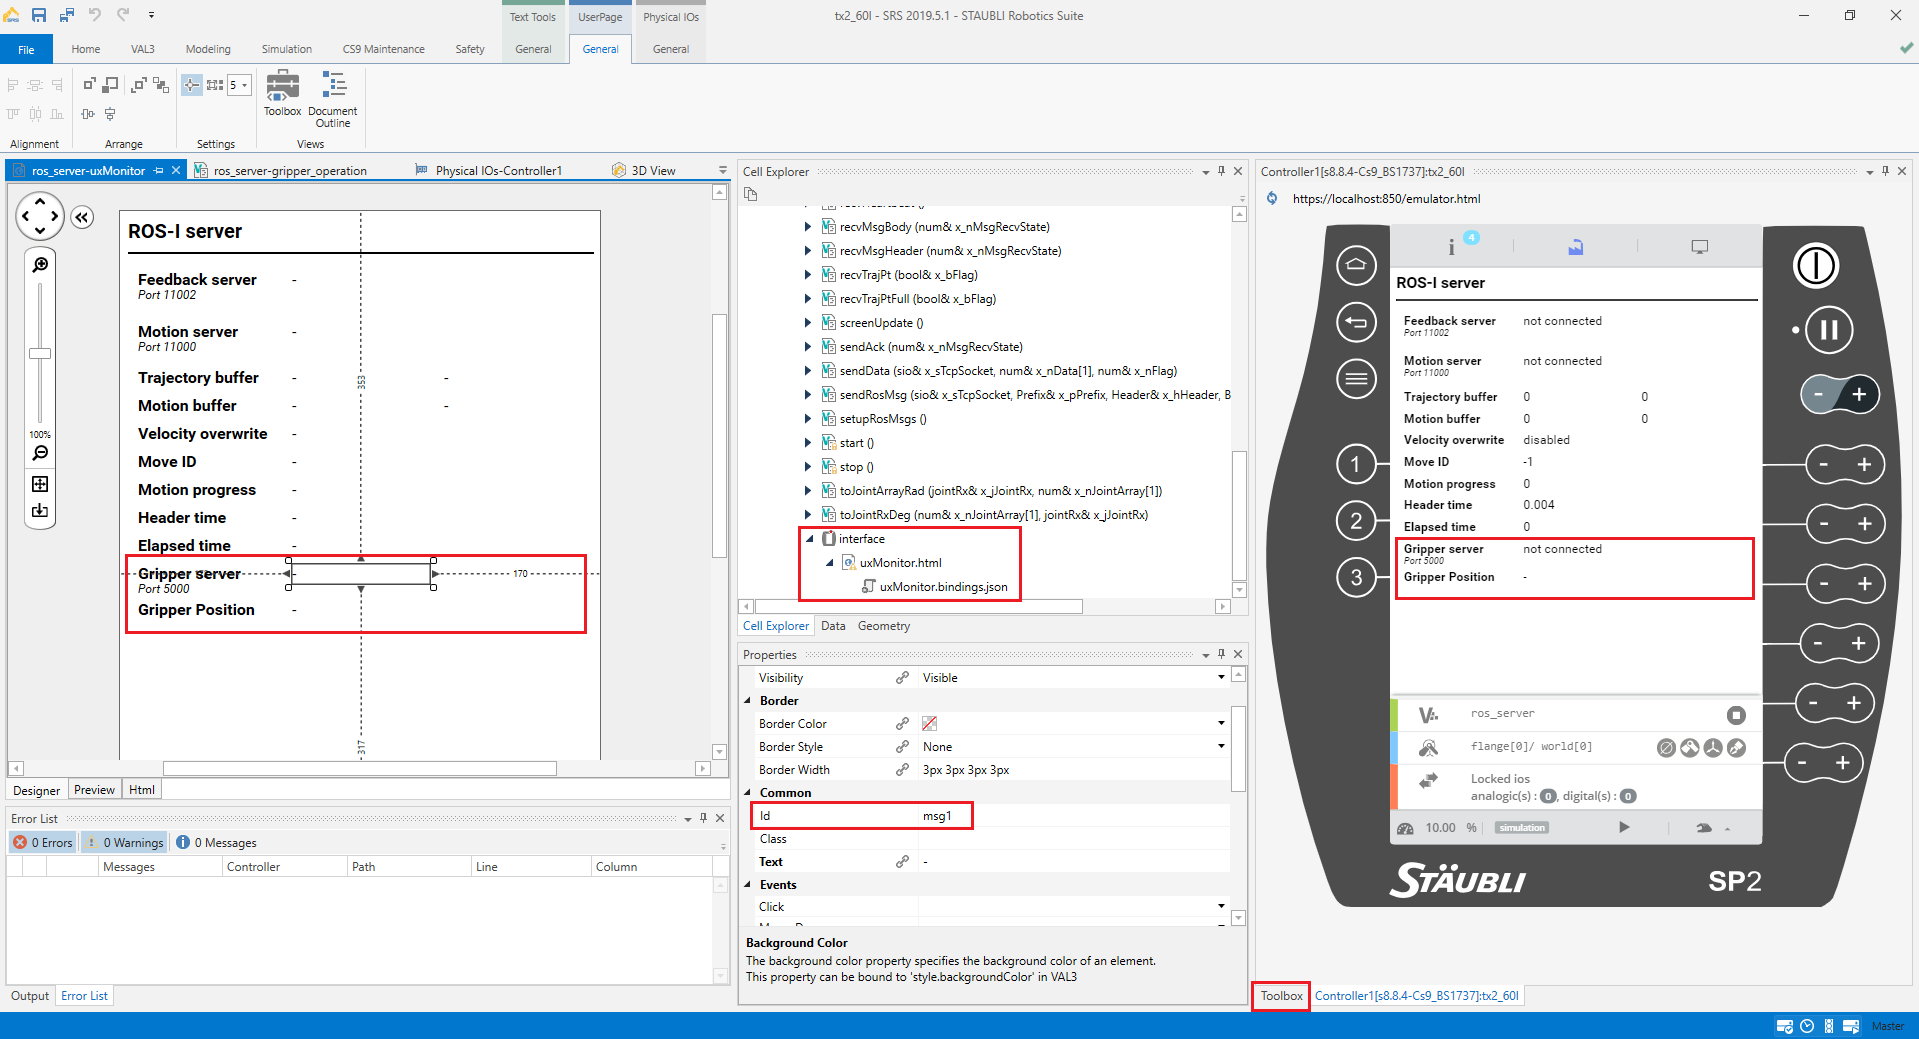 tx2_60l - SRS 2019.5.1 - STAUBLI Robotics Suite
SRS
Text Tools
UserPage
Physical IOs
File
Home
VAL3
Modeling
Simulation
CS9 Maintenance
Safety
General
General
General
5
Toolbox
Document
Outline
Alignment
Arrange
Settings
Views
ros_server-uxMonitor
ros_server-gripper_operation
Physical IOs-Controller1
3D View
ROS-I server
Feedback server -
Port 11002
Motion server -
Port 11000
Trajectory buffer - -
Motion buffer - -
Velocity overwrite -
Move ID -
Motion progress -
Header time -
Elapsed time -
Gripper server -
Port 5000
Gripper Position -
353
170
317
100%
Designer
Preview
Html
Error List
0 Errors
0 Warnings
0 Messages
Messages
Controller
Path
Line
Column
Output
Error List
Cell Explorer
recvMsgBody (num& x_nMsgRecvState)
recvMsgHeader (num& x_nMsgRecvState)
recvTrajPt (bool& x_bFlag)
recvTrajPtFull (bool& x_bFlag)
screenUpdate ()
sendAck (num& x_nMsgRecvState)
sendData (sio& x_sTcpSocket, num& x_nData[1], num& x_nFlag)
sendRosMsg (sio& x_sTcpSocket, Prefix& x_pPrefix, Header& x_hHeader, B
setupRosMsgs ()
start ()
stop ()
toJointArrayRad (jointRx& x_jJointRx, num& x_nJointArray[1])
toJointRxDeg (num& x_nJointArray[1], jointRx& x_jJointRx)
interface
uxMonitor.html
uxMonitor.bindings.json
Cell Explorer
Data
Geometry
Properties
Visibility Visible
Border
Border Color
Border Style None
Border Width 3px 3px 3px 3px
Common
Id msg1
Class
Text -
Events
Click
Background Color
The background color property specifies the background color of an element.
This property can be bound to 'style.backgroundColor' in VAL3
Controller1[s8.8.4-Cs9_BS1737]:tx2_60l
https://localhost:850/emulator.html
4
ROS-I server
Feedback server not connected
Port 11002
Motion server not connected
Port 11000
Trajectory buffer 0 0
Motion buffer 0 0
Velocity overwrite disabled
Move ID -1
Motion progress 0
Header time 0.004
Elapsed time 0
Gripper server not connected
Port 5000
Gripper Position -
1
2
3
- +
- +
- +
- +
- +
- +
- +
ros_server
flange[0]/ world[0]
Locked ios
analogic(s) : 0 , digital(s) : 0
10.00 %
simulation
STÄUBLI
SP2
Toolbox
Controller1[s8.8.4-Cs9_BS1737]:tx2_60l
Master